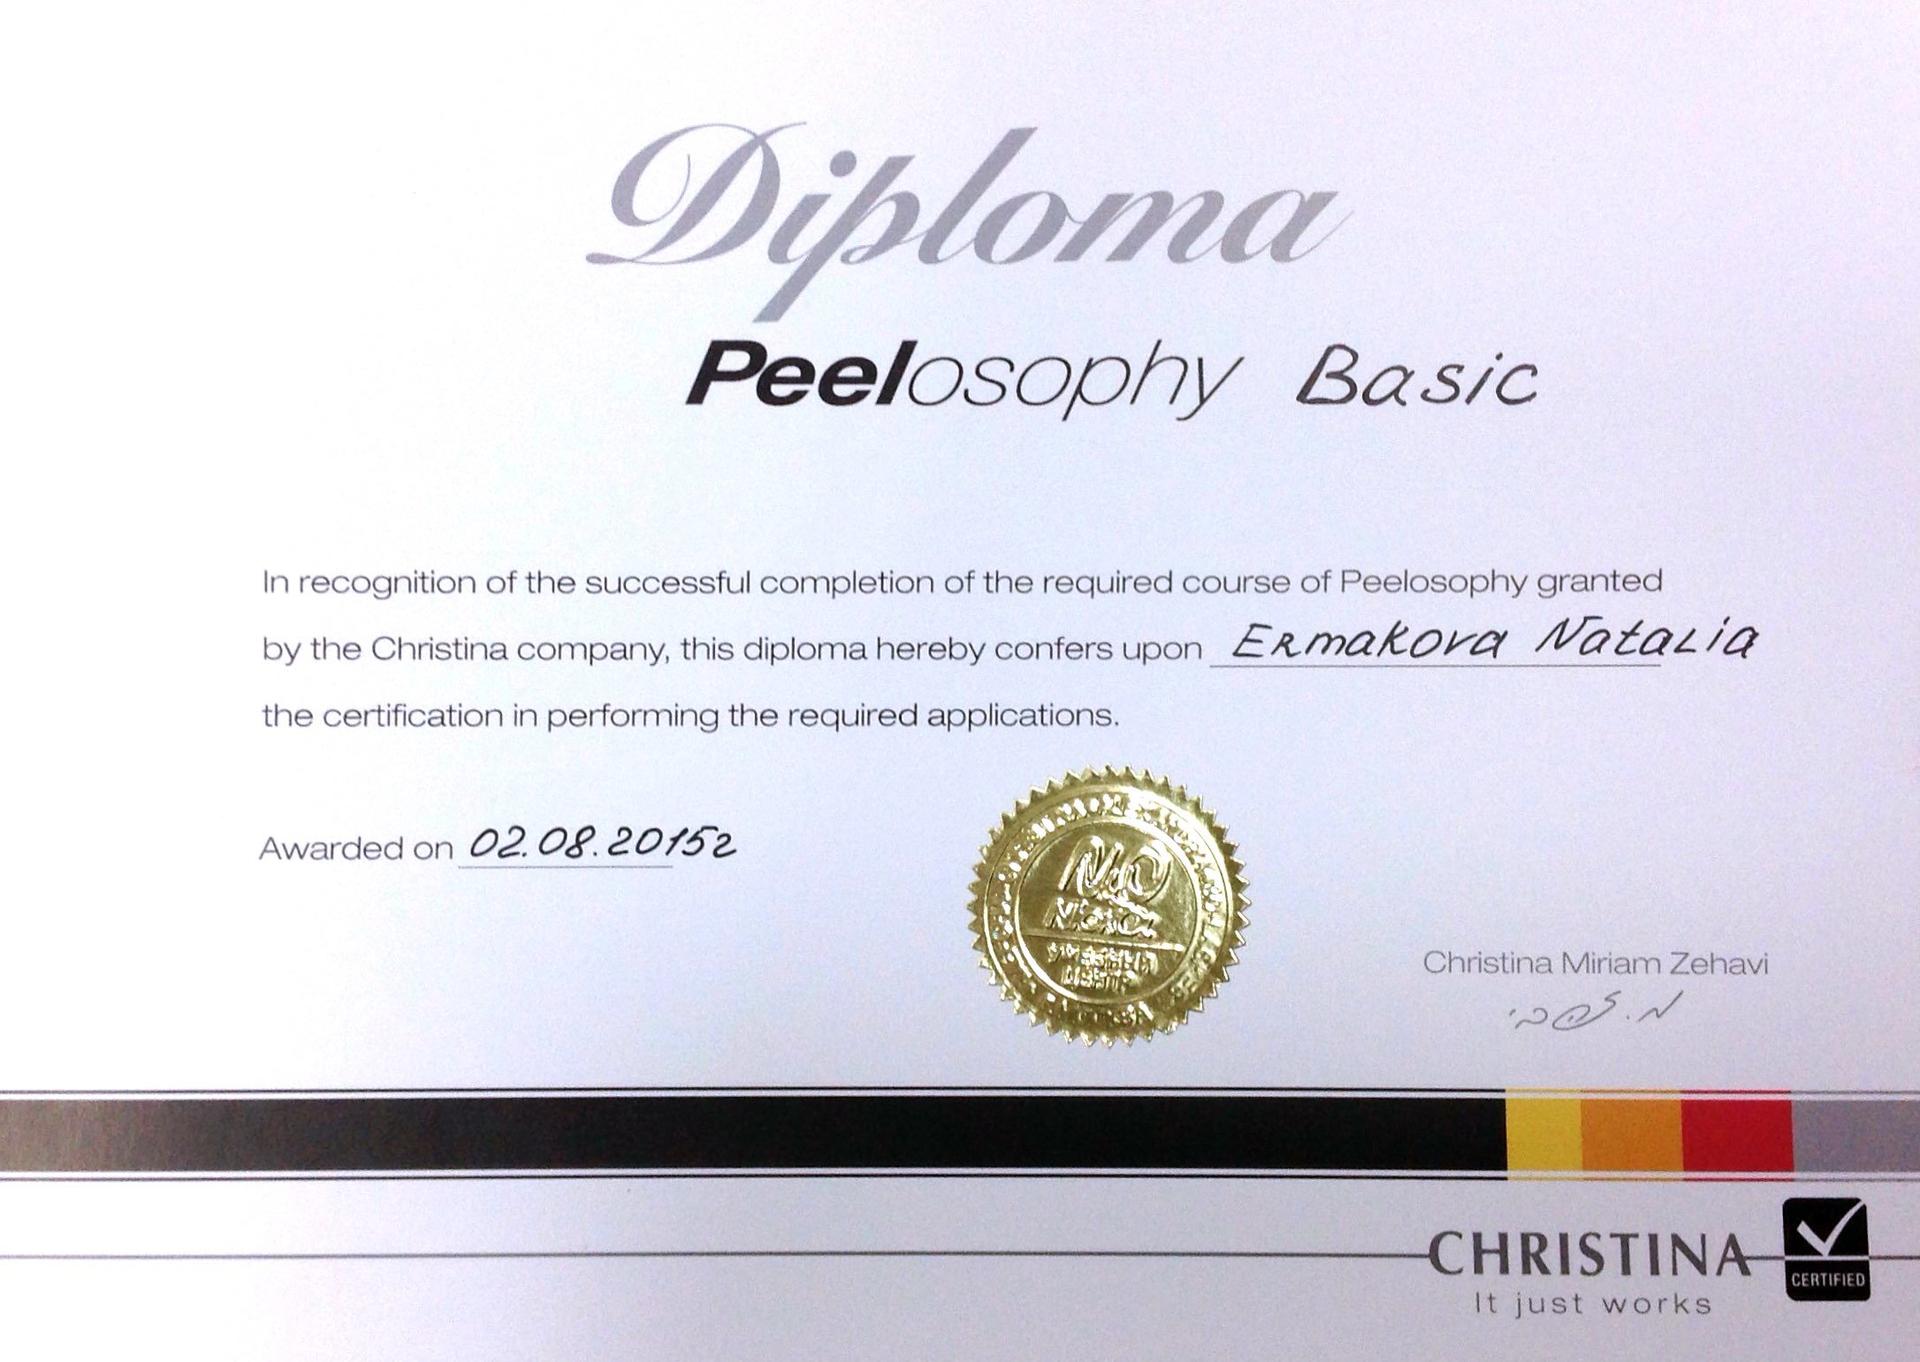 Diploma
Peelosophy Basic
In recognition of the successful completion of the required course of Peelosophy granted
by the Christina company, this diploma hereby confers upon Ermakova Natalia
the certification in performing the required applications.
Awarded on 02.08.2015г
Christina Miriam Zehavi
CHRISTINA
CERTIFIED
It just works